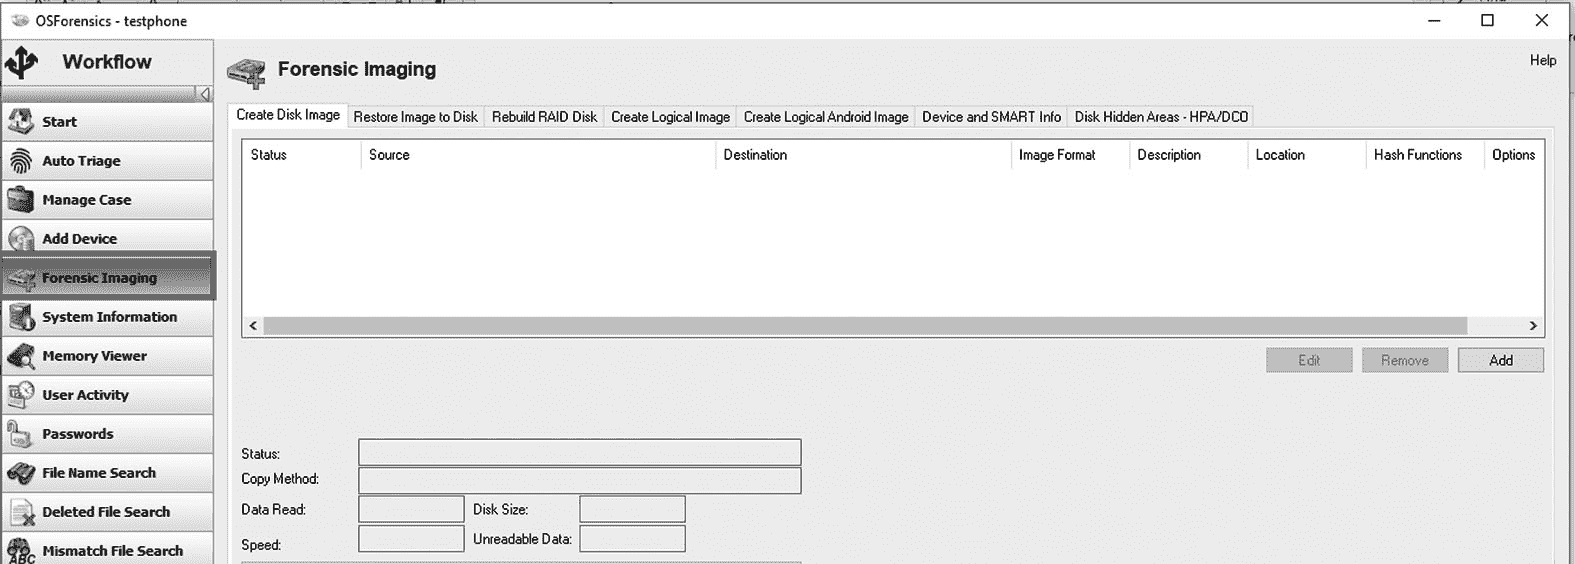 OSForensics - testphone
Workflow
Start
Auto Triage
Manage Case
Add Device
Forensic Imaging
System Information
Memory Viewer
User Activity
Passwords
File Name Search
Deleted File Search
Mismatch File Search
Forensic Imaging
Help
Create Disk Image Restore Image to Disk Rebuild RAID Disk Create Logical Image Create Logical Android Image Device and SMART Info Disk Hidden Areas - HPA/DCO
Status Source Destination Image Format Description Location Hash Functions Options
Edit Remove Add
Status:
Copy Method:
Data Read: Disk Size:
Speed: Unreadable Data: